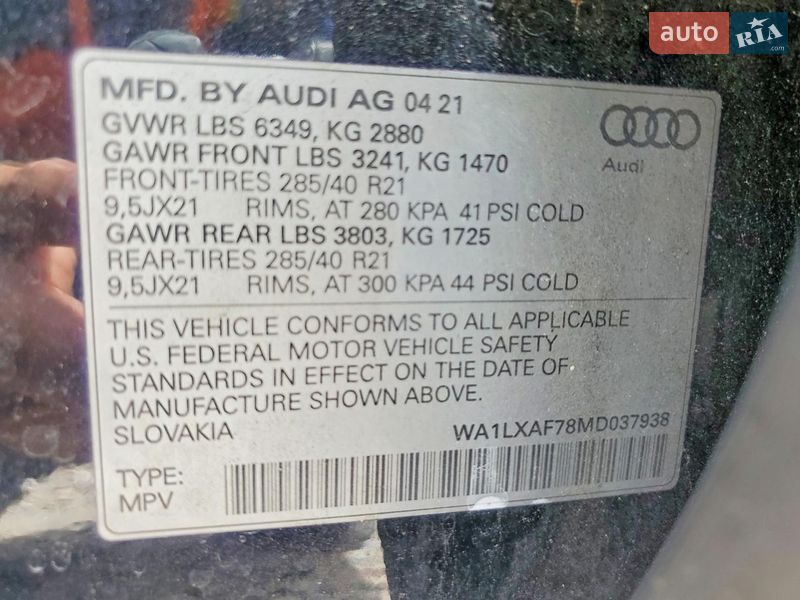 auto RIA .com
MFD. BY AUDI AG 04 21
GVWR LBS 6349, KG 2880
GAWR FRONT LBS 3241, KG 1470
FRONT-TIRES 285/40 R21
9,5JX21 RIMS, AT 280 KPA 41 PSI COLD
GAWR REAR LBS 3803, KG 1725
REAR-TIRES 285/40 R21
9,5JX21 RIMS, AT 300 KPA 44 PSI COLD
Audi
THIS VEHICLE CONFORMS TO ALL APPLICABLE
U.S. FEDERAL MOTOR VEHICLE SAFETY
STANDARDS IN EFFECT ON THE DATE OF
MANUFACTURE SHOWN ABOVE.
SLOVAKIA WA1LXAF78MD037938
TYPE:
MPV